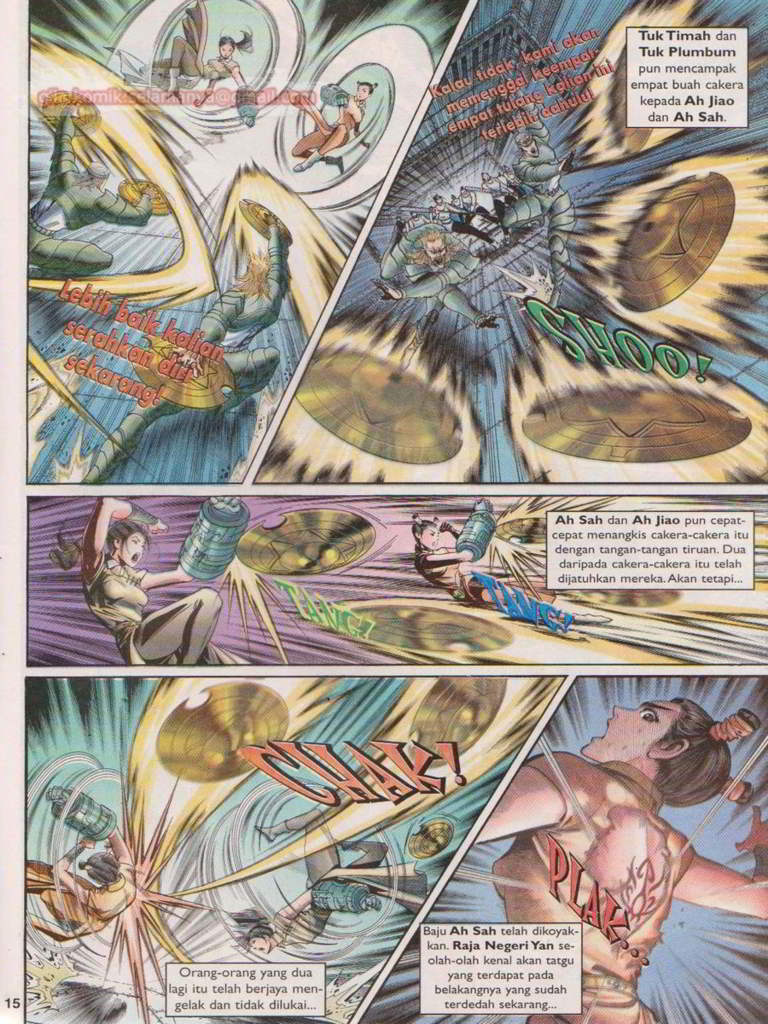 gilerkomikselamanya@gmail.com
Lebih baik kalian
serahkan diri
sekarang!
Kalau tidak, kami akan
memenggal keempat-
empat tulang kalian ini
terlebih dahulu!
Tuk Timah dan
Tuk Plumbum
pun mencampak
empat buah cakera
kepada Ah Jiao
dan Ah Sah.
SHOO!
Ah Sah dan Ah Jiao pun cepat-
cepat menangkis cakera-cakera itu
dengan tangan-tangan tiruan. Dua
daripada cakera-cakera itu telah
dijatuhkan mereka. Akan tetapi...
TANG!
TANG!
CHAK!
Orang-orang yang dua
lagi itu telah berjaya men-
gelak dan tidak dilukai...
PLAK...
Baju Ah Sah telah dikoyak-
kan. Raja Negeri Yan se-
olah-olah kenal akan tatgu
yang terdapat pada
belakangnya yang sudah
terdedah sekarang...
15